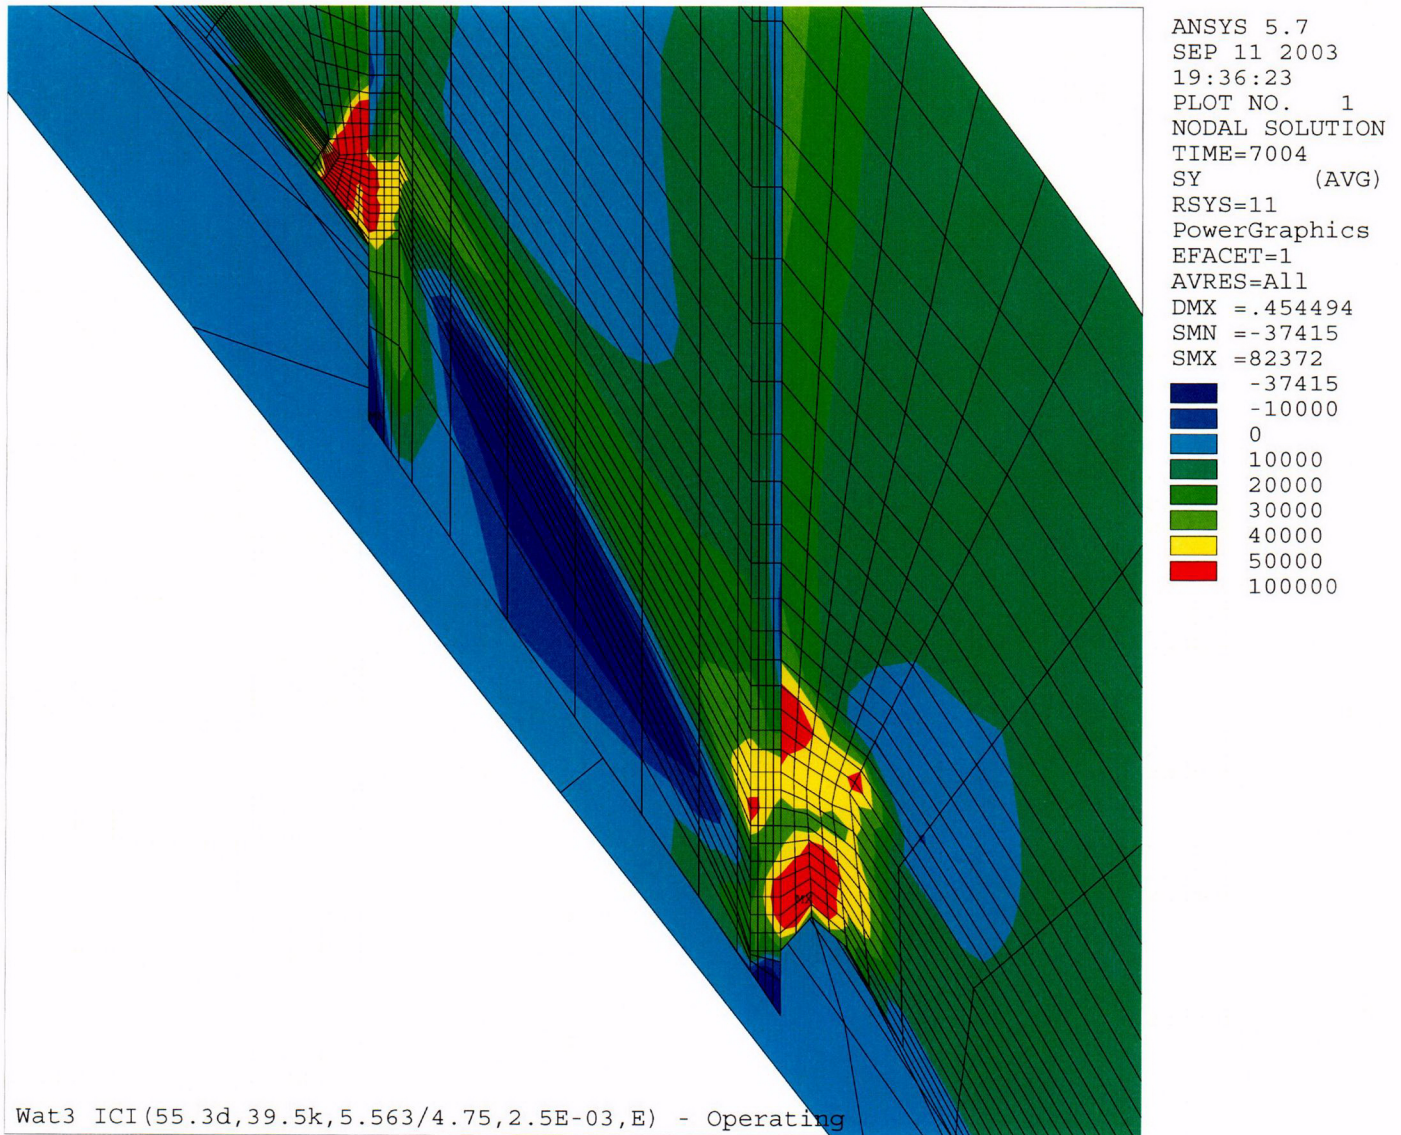 ANSYS 5.7
SEP 11 2003
19:36:23
PLOT NO. 1
NODAL SOLUTION
TIME=7004
SY (AVG)
RSYS=11
PowerGraphics
EFACET=1
AVRES=All
DMX =.454494
SMN =-37415
SMX =82372
-37415
-10000
0
10000
20000
30000
40000
50000
100000
MX
Wat3 ICI(55.3d,39.5k,5.563/4.75,2.5E-03,E) - Operating